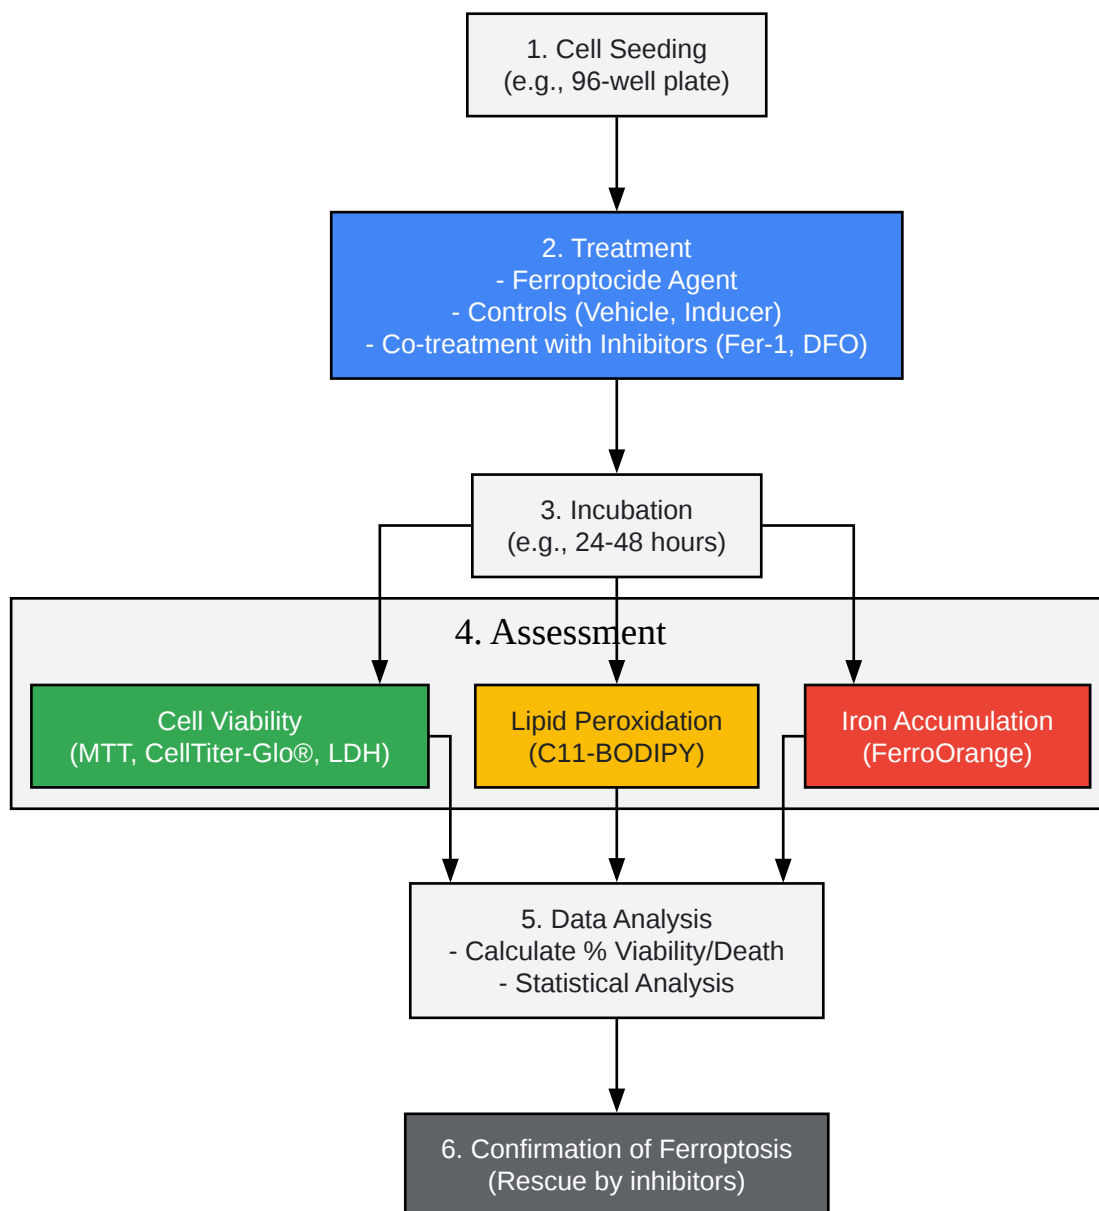 1. Cell Seeding
(e.g., 96-well plate)
2. Treatment
- Ferroptocide Agent
- Controls (Vehicle, Inducer)
- Co-treatment with Inhibitors (Fer-1, DFO)
3. Incubation
(e.g., 24-48 hours)
4. Assessment
Cell Viability
(MTT, CellTiter-Glo®, LDH)
Lipid Peroxidation
(C11-BODIPY)
Iron Accumulation
(FerroOrange)
5. Data Analysis
- Calculate % Viability/Death
- Statistical Analysis
6. Confirmation of Ferroptosis
(Rescue by inhibitors)